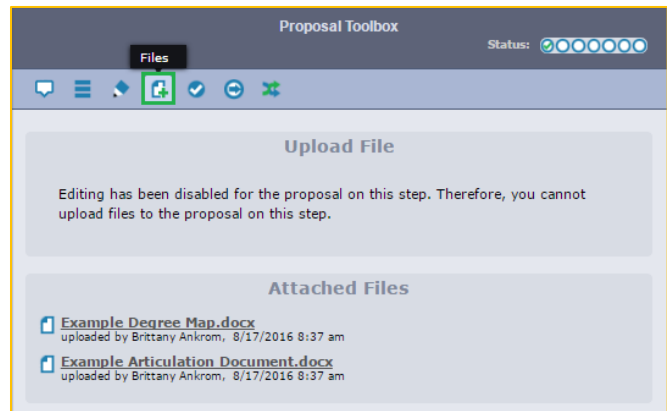 Proposal Toolbox
Status:
Files
Upload File
Editing has been disabled for the proposal on this step. Therefore, you cannot
upload files to the proposal on this step.
Attached Files
Example Degree Map.docx
uploaded by Brittany Ankrom, 8/17/2016 8:37 am
Example Articulation Document.docx
uploaded by Brittany Ankrom, 8/17/2016 8:37 am